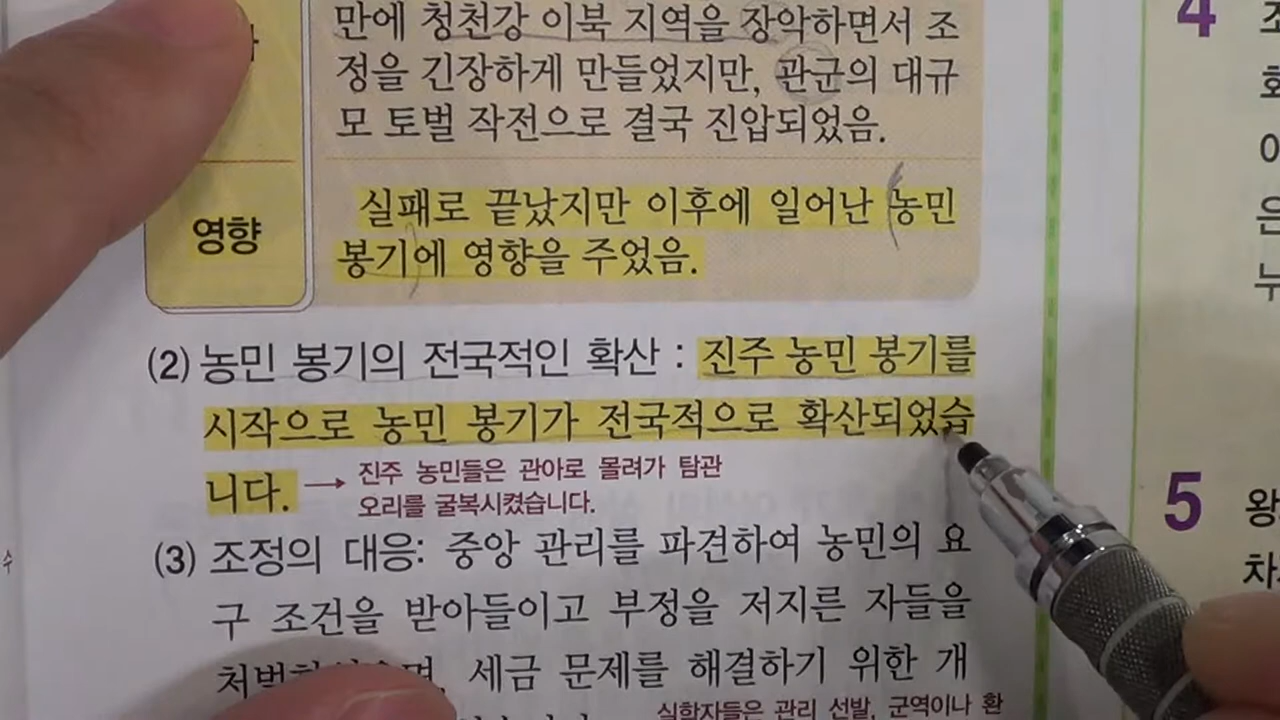 만에 청천강 이북 지역을 장악하면서 조
정을 긴장하게 만들었지만, 관군의 대규
모 토벌 작전으로 결국 진압되었음.
영향
실패로 끝났지만 이후에 일어난 농민
봉기에 영향을 주었음.
(2) 농민 봉기의 전국적인 확산 : 진주 농민 봉기를
시작으로 농민 봉기가 전국적으로 확산되었습
니다. → 진주 농민들은 관아로 몰려가 탐관
오리를 굴복시켰습니다.
(3) 조정의 대응: 중앙 관리를 파견하여 농민의 요
구 조건을 받아들이고 부정을 저지른 자들을
세금 문제를 해결하기 위한 개
실학자들은 관리 선발, 군역이나 환
4
5
왕